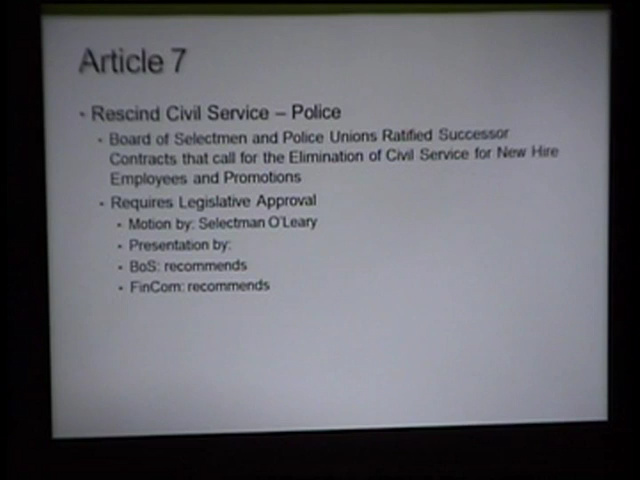 Article 7
• Rescind Civil Service – Police
• Board of Selectmen and Police Unions Ratified Successor
Contracts that call for the Elimination of Civil Service for New Hire
Employees and Promotions
• Requires Legislative Approval
• Motion by: Selectman O'Leary
• Presentation by:
• BoS: recommends
• FinCom: recommends